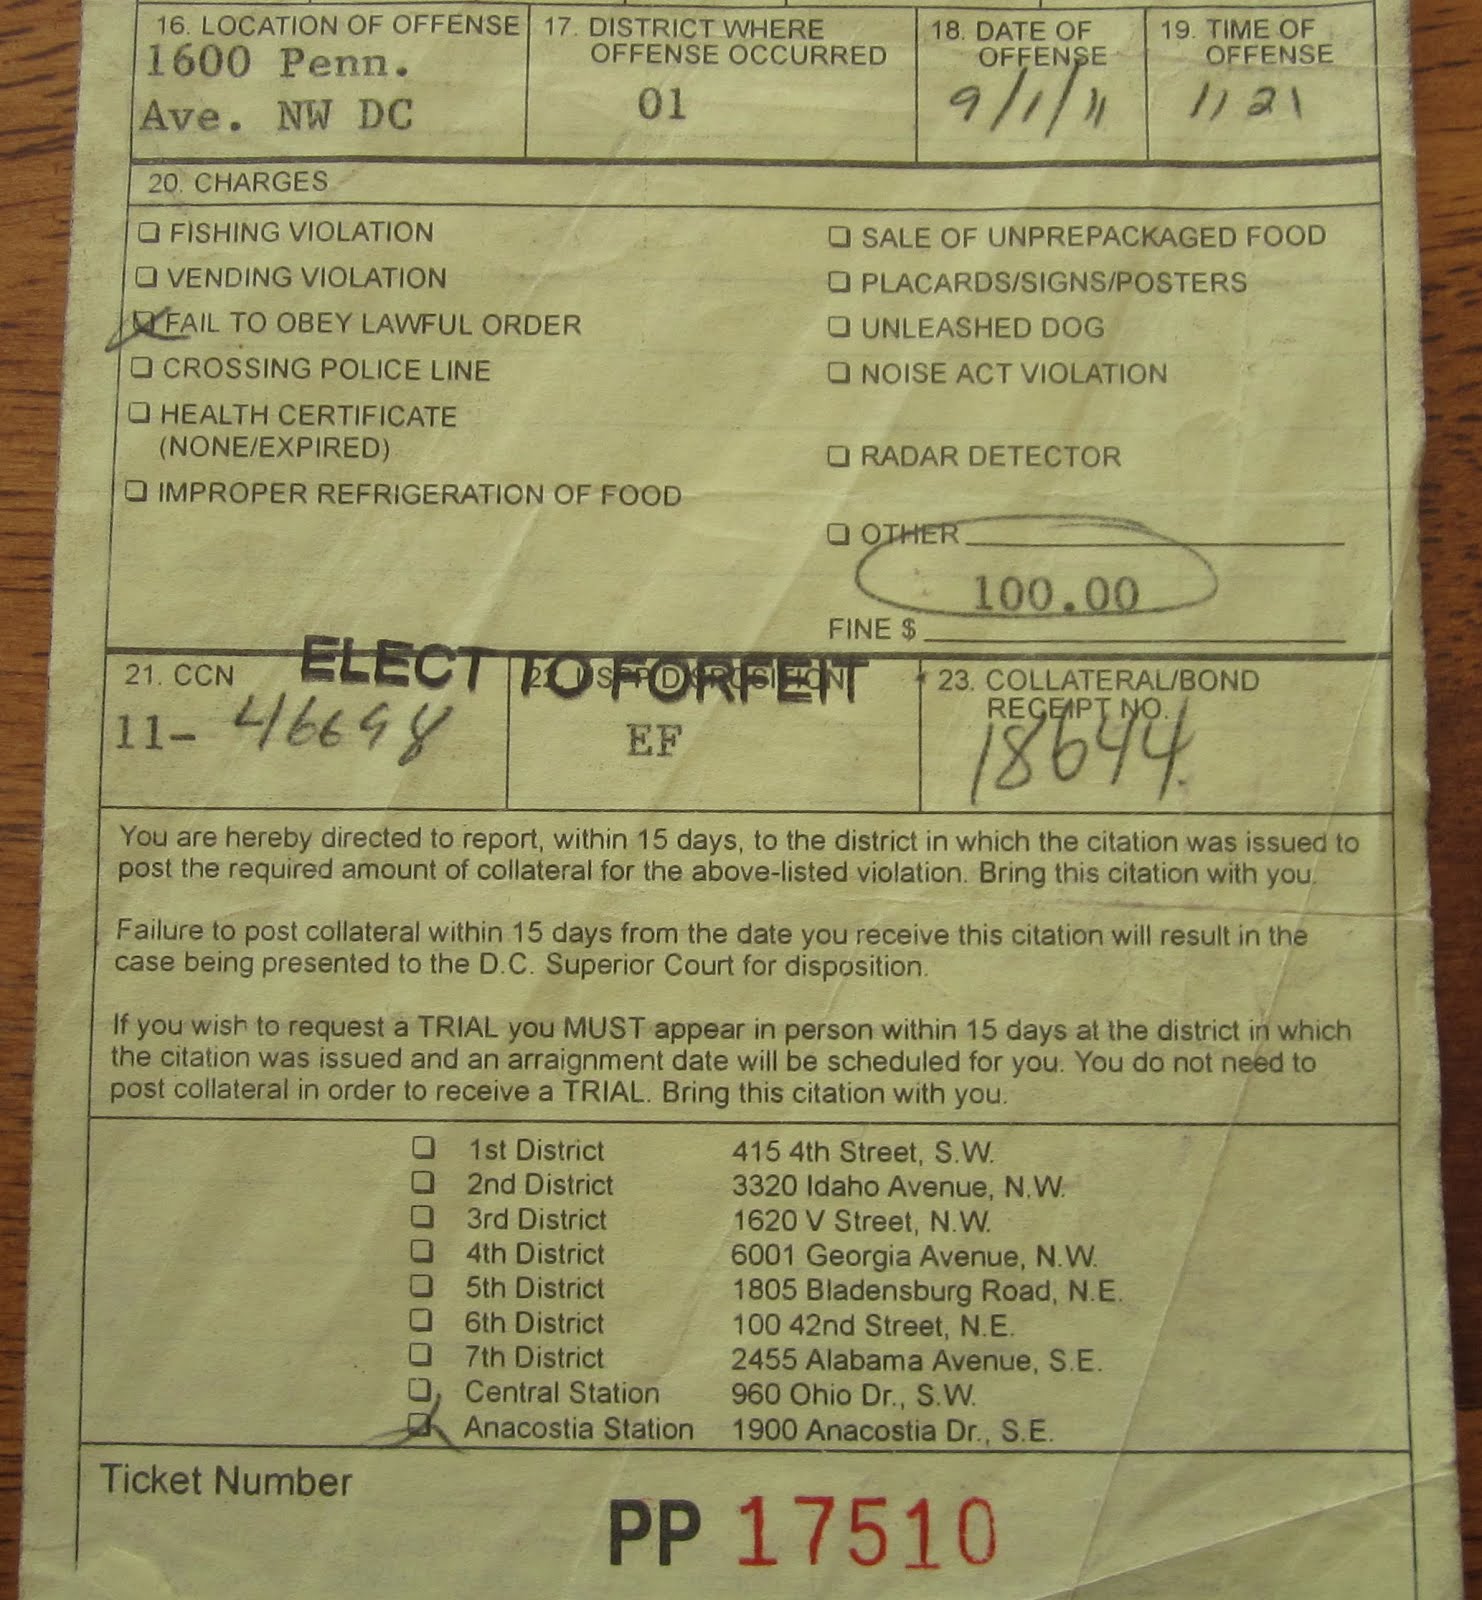 16. LOCATION OF OFFENSE
1600 Penn.
Ave. NW DC
17. DISTRICT WHERE
OFFENSE OCCURRED
01
18. DATE OF
OFFENSE
9/1/11
19. TIME OF
OFFENSE
1121
20. CHARGES
FISHING VIOLATION
VENDING VIOLATION
FAIL TO OBEY LAWFUL ORDER
CROSSING POLICE LINE
HEALTH CERTIFICATE
(NONE/EXPIRED)
IMPROPER REFRIGERATION OF FOOD
SALE OF UNPREPACKAGED FOOD
PLACARDS/SIGNS/POSTERS
UNLEASHED DOG
NOISE ACT VIOLATION
RADAR DETECTOR
OTHER
100.00
FINE $
ELECT TO FORFEIT
21. CCN
11- 46698
22. USPP DISPOSITION
EF
23. COLLATERAL/BOND
RECEIPT NO.
18644
You are hereby directed to report, within 15 days, to the district in which the citation was issued to
post the required amount of collateral for the above-listed violation. Bring this citation with you.
Failure to post collateral within 15 days from the date you receive this citation will result in the
case being presented to the D.C. Superior Court for disposition.
If you wish to request a TRIAL you MUST appear in person within 15 days at the district in which
the citation was issued and an arraignment date will be scheduled for you. You do not need to
post collateral in order to receive a TRIAL. Bring this citation with you.
1st District 415 4th Street, S.W.
2nd District 3320 Idaho Avenue, N.W.
3rd District 1620 V Street, N.W.
4th District 6001 Georgia Avenue, N.W.
5th District 1805 Bladensburg Road, N.E.
6th District 100 42nd Street, N.E.
7th District 2455 Alabama Avenue, S.E.
Central Station 960 Ohio Dr., S.W.
Anacostia Station 1900 Anacostia Dr., S.E.
Ticket Number
PP 17510